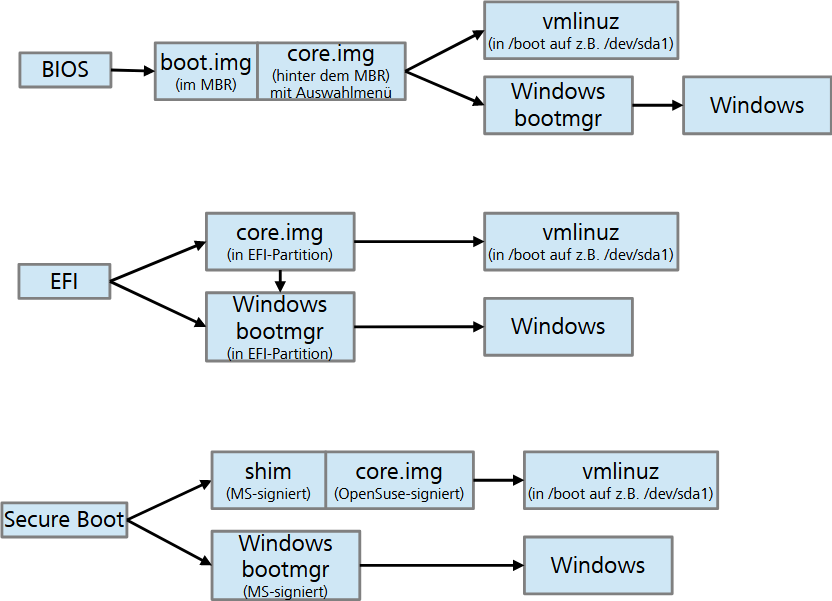 BIOS
boot.img
(im MBR)
core.img
(hinter dem MBR)
mit Auswahlmenü
vmlinuz
(in /boot auf z.B. /dev/sda1)
Windows
bootmgr
Windows
EFI
core.img
(in EFI-Partition)
vmlinuz
(in /boot auf z.B. /dev/sda1)
Windows
bootmgr
(in EFI-Partition)
Windows
Secure Boot
shim
(MS-signiert)
core.img
(OpenSuse-signiert)
vmlinuz
(in /boot auf z.B. /dev/sda1)
Windows
bootmgr
(MS-signiert)
Windows